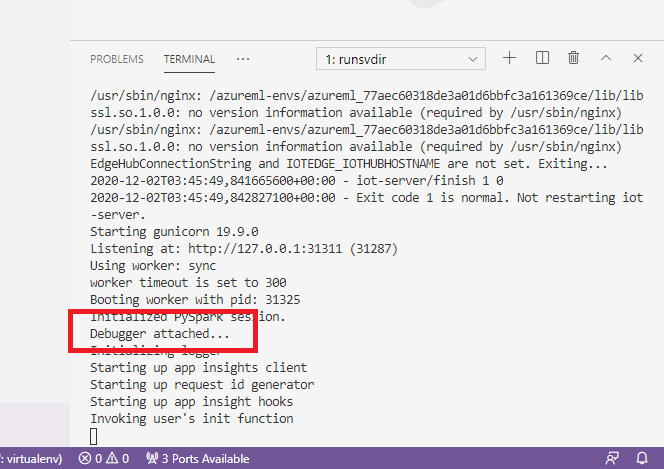 PROBLEMS TERMINAL ... 1: runsvdir
/usr/sbin/nginx: /azureml-envs/azureml_77aec60318de3a01d6bbfc3a161369ce/lib/lib
ssl.so.1.0.0: no version information available (required by /usr/sbin/nginx)
/usr/sbin/nginx: /azureml-envs/azureml_77aec60318de3a01d6bbfc3a161369ce/lib/lib
ssl.so.1.0.0: no version information available (required by /usr/sbin/nginx)
EdgeHubConnectionString and IOTEDGE_IOTHUBHOSTNAME are not set. Exiting...
2020-12-02T03:45:49,841665600+00:00 - iot-server/finish 1 0
2020-12-02T03:45:49,842827100+00:00 - Exit code 1 is normal. Not restarting iot
-server.
Starting gunicorn 19.9.0
Listening at: http://127.0.0.1:31311 (31287)
Using worker: sync
worker timeout is set to 300
Booting worker with pid: 31325
Initialized PySpark session.
Debugger attached...
Initializing logger
Starting up app insights client
Starting up request id generator
Starting up app insight hooks
Invoking user's init function
': virtualenv) 0 0 3 Ports Available